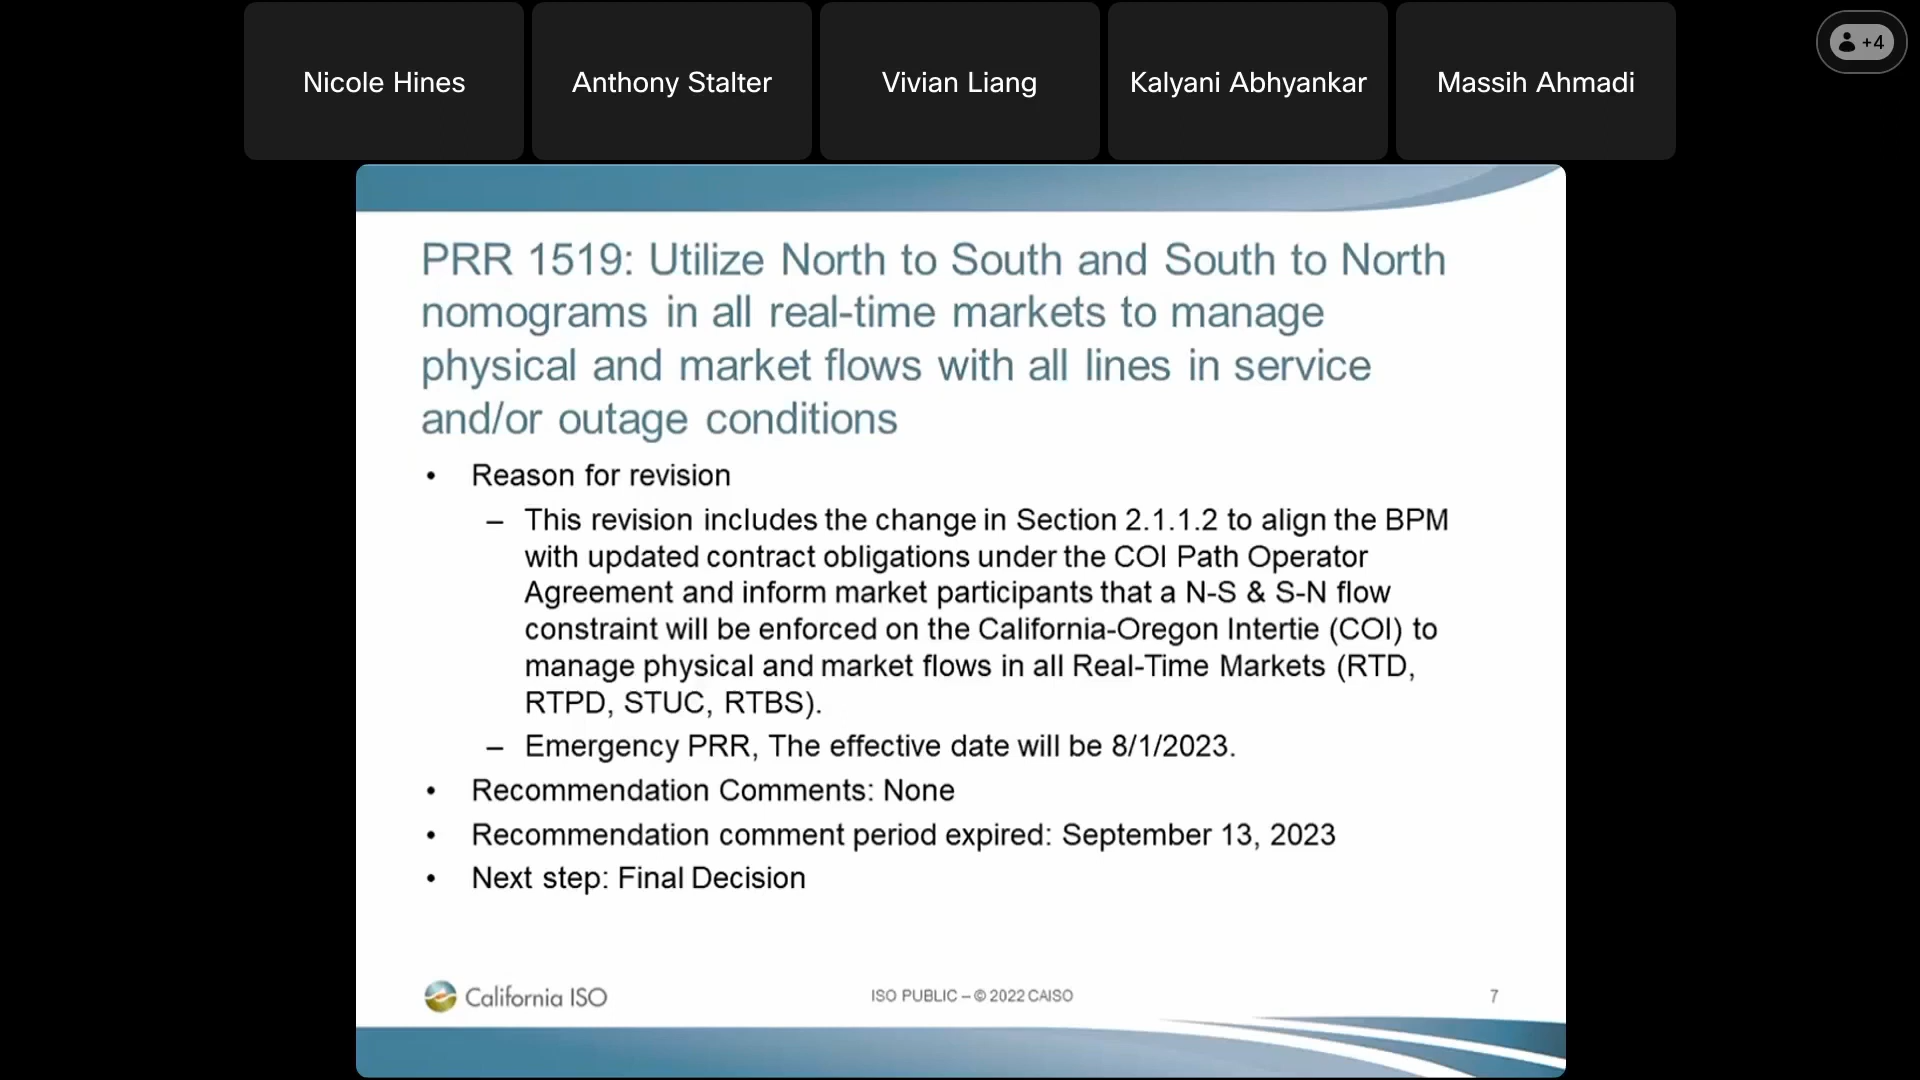 Nicole Hines
Anthony Stalter
Vivian Liang
Kalyani Abhyankar
Massih Ahmadi
+4
PRR 1519: Utilize North to South and South to North
nomograms in all real-time markets to manage
physical and market flows with all lines in service
and/or outage conditions
• Reason for revision
– This revision includes the change in Section 2.1.1.2 to align the BPM
with updated contract obligations under the COI Path Operator
Agreement and inform market participants that a N-S & S-N flow
constraint will be enforced on the California-Oregon Intertie (COI) to
manage physical and market flows in all Real-Time Markets (RTD,
RTPD, STUC, RTBS).
– Emergency PRR, The effective date will be 8/1/2023.
• Recommendation Comments: None
• Recommendation comment period expired: September 13, 2023
• Next step: Final Decision
California ISO
ISO PUBLIC – © 2022 CAISO
7